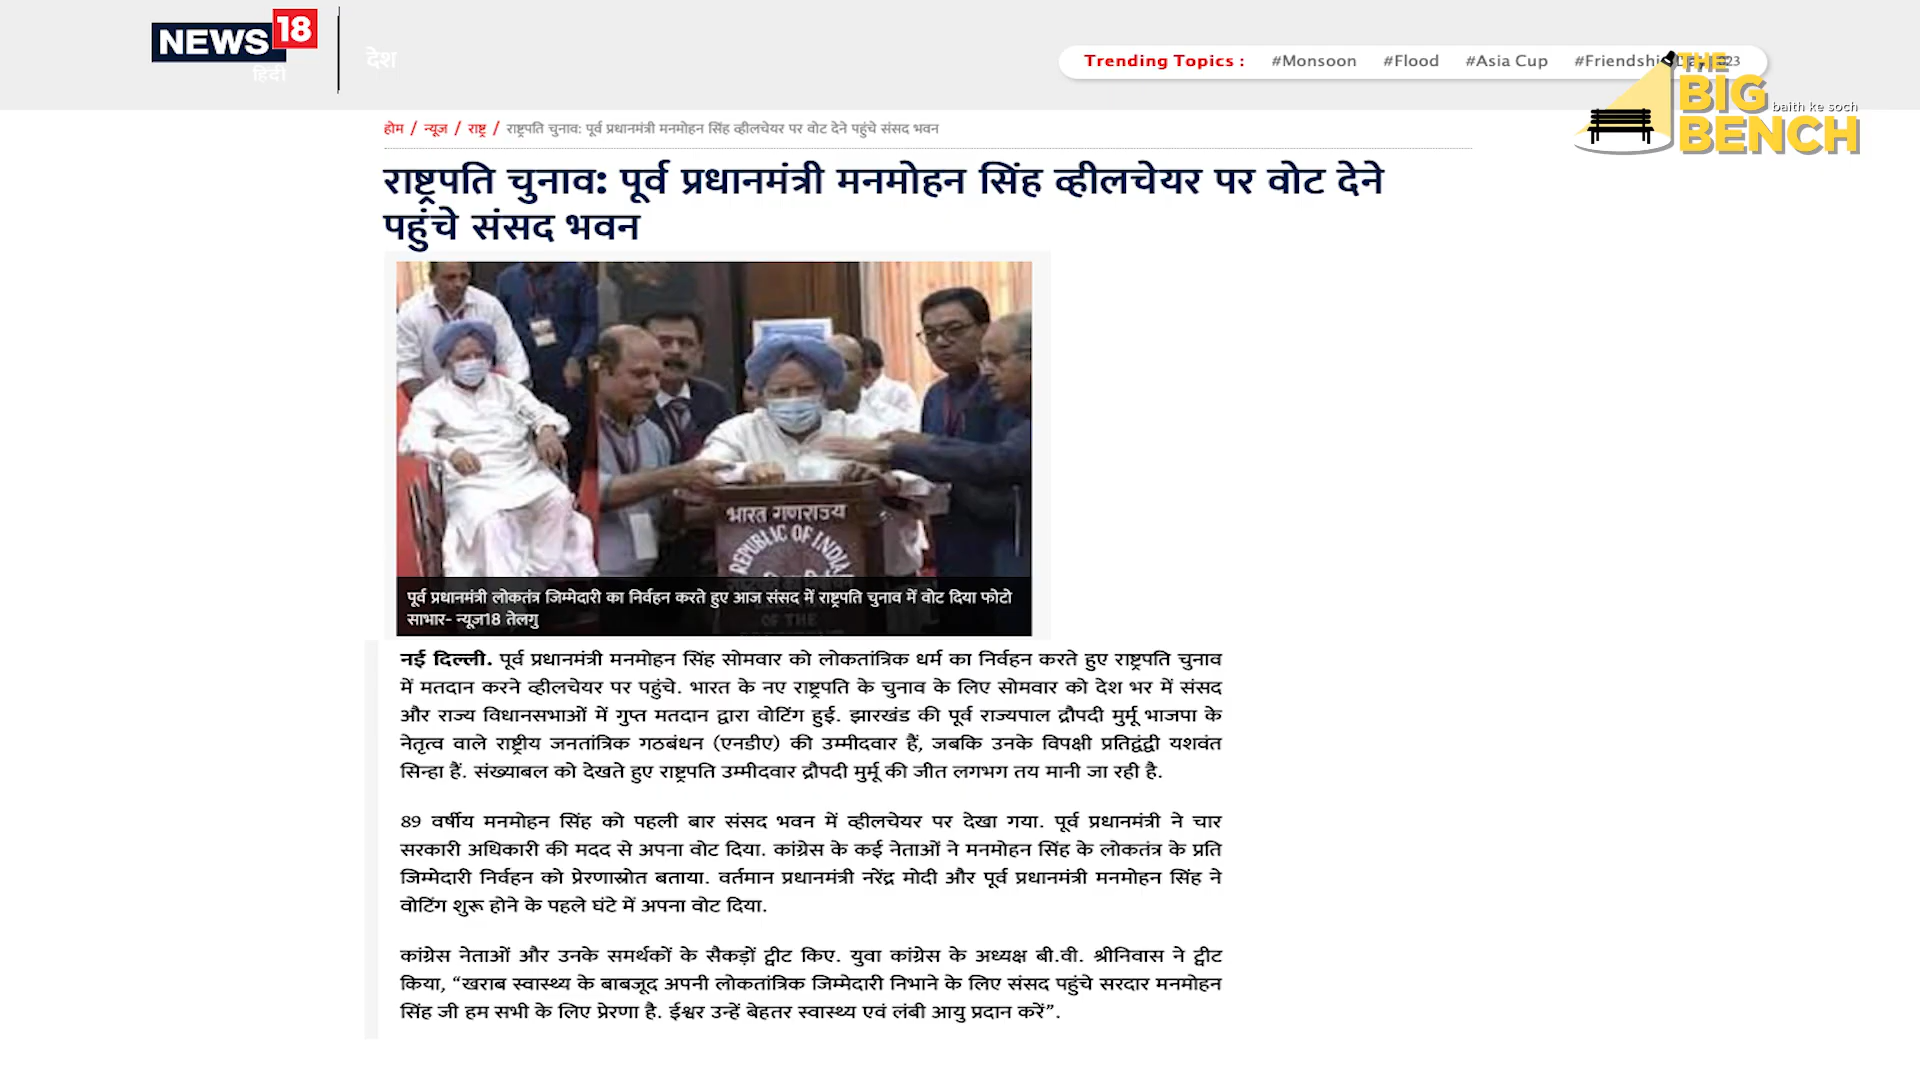 NEWS 18
हिंदी
देश
Trending Topics : #Monsoon #Flood #Asia Cup
THE
BIG baith ke soch
BENCH
होम / न्यूज / राष्ट्र / राष्ट्रपति चुनाव: पूर्व प्रधानमंत्री मनमोहन सिंह व्हीलचेयर पर वोट देने पहुंचे संसद भवन
राष्ट्रपति चुनाव: पूर्व प्रधानमंत्री मनमोहन सिंह व्हीलचेयर पर वोट देने
पहुंचे संसद भवन
भारत गणराज्य
REPUBLIC OF INDIA
OF THE
पूर्व प्रधानमंत्री लोकतंत्र जिम्मेदारी का निर्वहन करते हुए आज संसद में राष्ट्रपति चुनाव में वोट दिया फोटो
साभार- न्यूज18 तेलगु
नई दिल्ली. पूर्व प्रधानमंत्री मनमोहन सिंह सोमवार को लोकतांत्रिक धर्म का निर्वहन करते हुए राष्ट्रपति चुनाव
में मतदान करने व्हीलचेयर पर पहुंचे. भारत के नए राष्ट्रपति के चुनाव के लिए सोमवार को देश भर में संसद
और राज्य विधानसभाओं में गुप्त मतदान द्वारा वोटिंग हुई. झारखंड की पूर्व राज्यपाल द्रौपदी मुर्मू भाजपा के
नेतृत्व वाले राष्ट्रीय जनतांत्रिक गठबंधन (एनडीए) की उम्मीदवार हैं, जबकि उनके विपक्षी प्रतिद्वंद्वी यशवंत
सिन्हा हैं. संख्याबल को देखते हुए राष्ट्रपति उम्मीदवार द्रौपदी मुर्मू की जीत लगभग तय मानी जा रही है.
89 वर्षीय मनमोहन सिंह को पहली बार संसद भवन में व्हीलचेयर पर देखा गया. पूर्व प्रधानमंत्री ने चार
सरकारी अधिकारी की मदद से अपना वोट दिया. कांग्रेस के कई नेताओं ने मनमोहन सिंह के लोकतंत्र के प्रति
जिम्मेदारी निर्वहन को प्रेरणास्रोत बताया. वर्तमान प्रधानमंत्री नरेंद्र मोदी और पूर्व प्रधानमंत्री मनमोहन सिंह ने
वोटिंग शुरू होने के पहले घंटे में अपना वोट दिया.
कांग्रेस नेताओं और उनके समर्थकों के सैकड़ों ट्वीट किए. युवा कांग्रेस के अध्यक्ष बी.वी. श्रीनिवास ने ट्वीट
किया, “खराब स्वास्थ्य के बाबजूद अपनी लोकतांत्रिक जिम्मेदारी निभाने के लिए संसद पहुंचे सरदार मनमोहन
सिंह जी हम सभी के लिए प्रेरणा है. ईश्वर उन्हें बेहतर स्वास्थ्य एवं लंबी आयु प्रदान करें”.